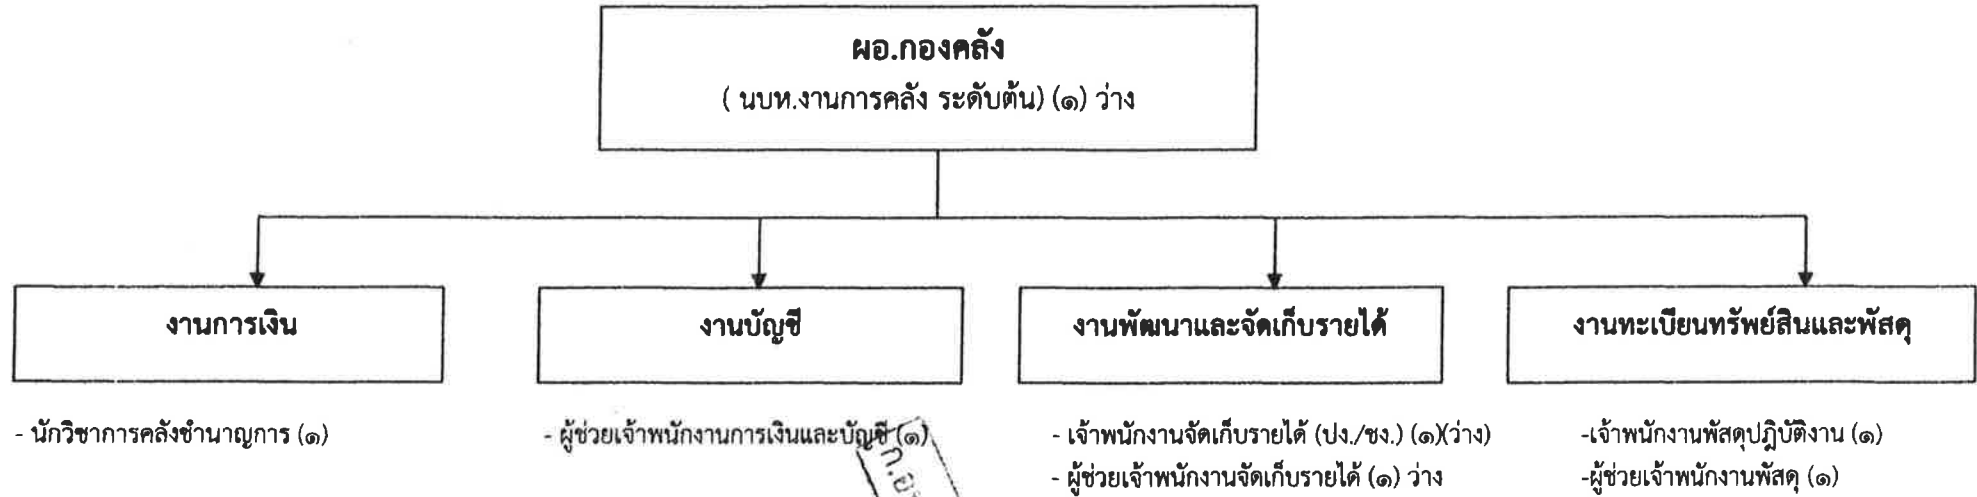 ผอ.กองคลัง
( นบห.งานการคลัง ระดับต้น) (๑) ว่าง
งานการเงิน
งานบัญชี
งานพัฒนาและจัดเก็บรายได้
งานทะเบียนทรัพย์สินและพัสดุ
- นักวิชาการคลังชำนาญการ (๑)
- ผู้ช่วยเจ้าพนักงานการเงินและบัญชี (๑)
- เจ้าพนักงานจัดเก็บรายได้ (ปง./ชง.) (๑)(ว่าง)
- ผู้ช่วยเจ้าพนักงานจัดเก็บรายได้ (๑) ว่าง
-เจ้าพนักงานพัสดุปฏิบัติงาน (๑)
-ผู้ช่วยเจ้าพนักงานพัสดุ (๑)